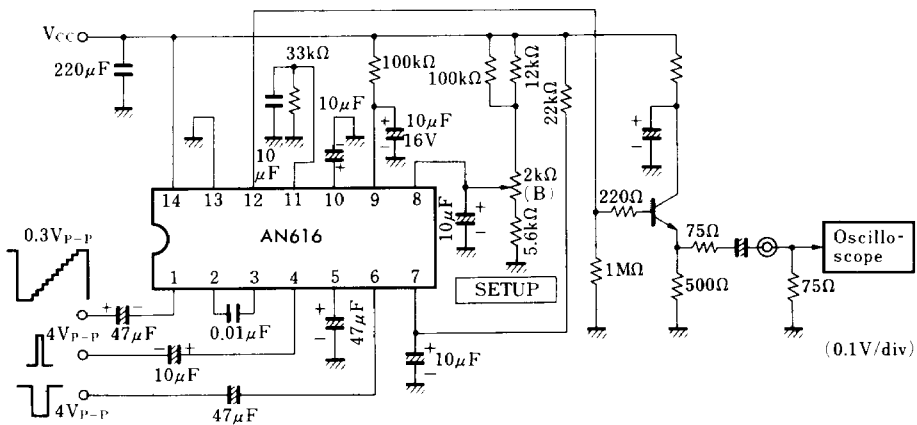 VCC
220μF
33kΩ
10μF
10
μF
100kΩ
10μF
16V
100kΩ
12kΩ
22kΩ
14 13 12 11 10 9 8
AN616
1 2 3 4 5 6 7
10μF
2kΩ
(B)
5.6kΩ
SETUP
220Ω
1MΩ
75Ω
500Ω
75Ω
Oscillo-
scope
(0.1V/div)
0.3VP-P
4VP-P
47μF
0.01μF
47μF
10μF
10μF
4VP-P
47μF
+
-
+
-
+
-
+
-
+
-
-
+
+
-
+
-